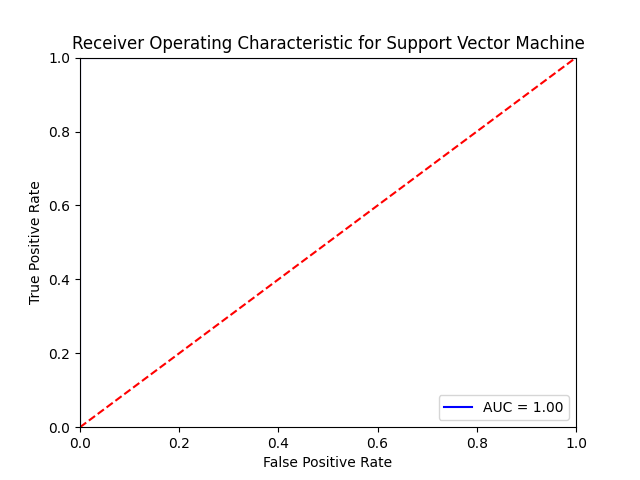 Receiver Operating Characteristic for Support Vector Machine
1.0
0.8
0.6
0.4
0.2
0.0
True Positive Rate
AUC = 1.00
0.0 0.2 0.4 0.6 0.8 1.0
False Positive Rate